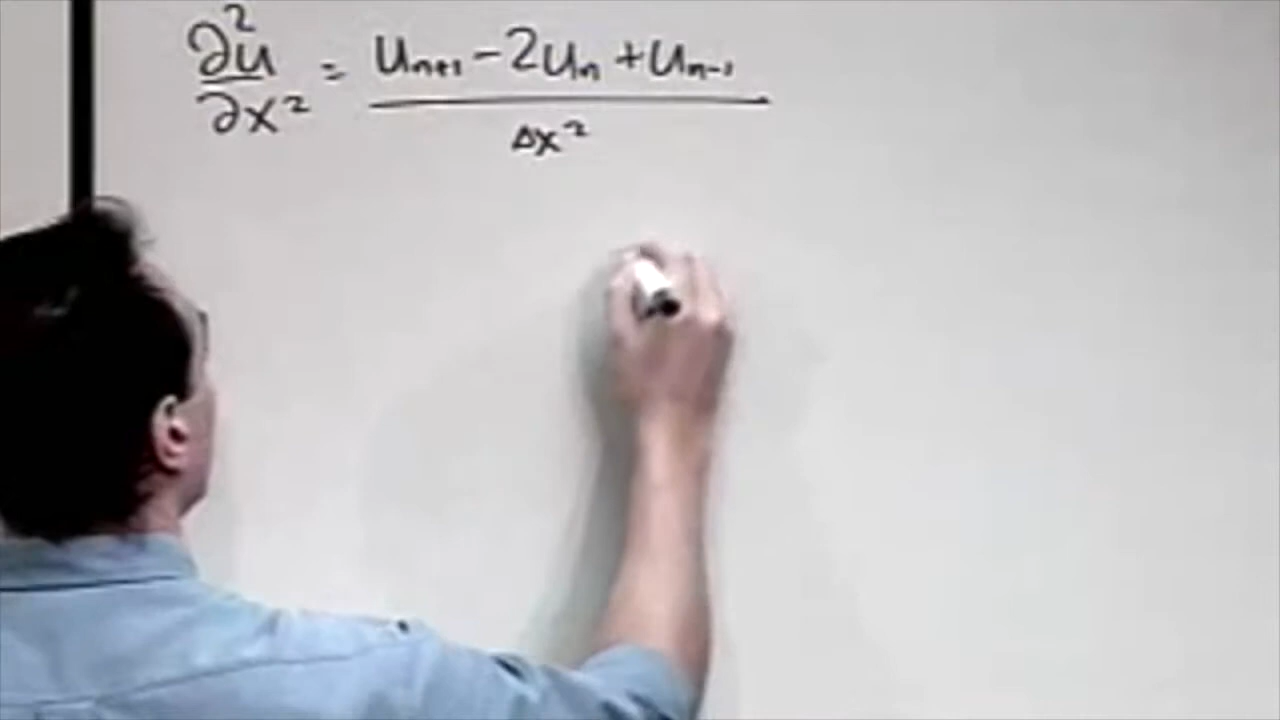 ∂²u/∂x² = (uₙ₊₁ - 2uₙ + uₙ₋₁)/Δx²